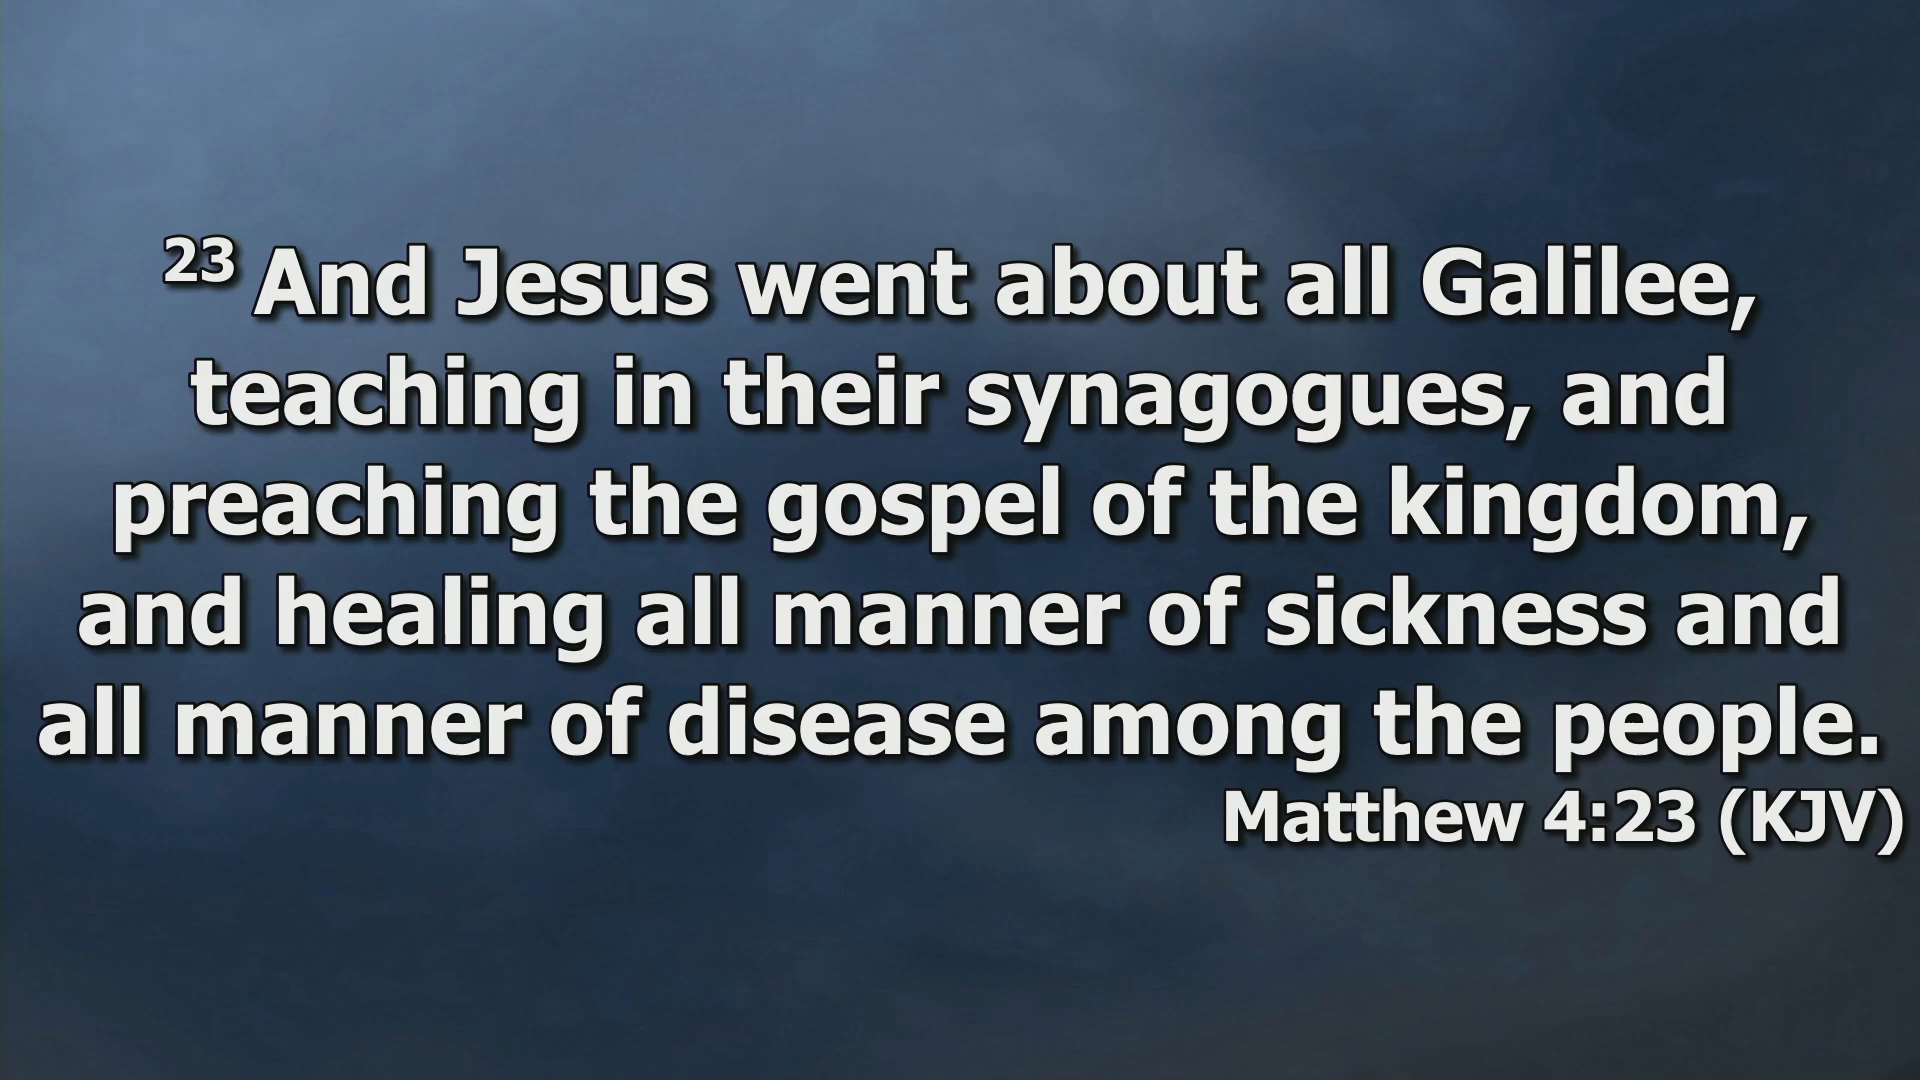 23 And Jesus went about all Galilee,
teaching in their synagogues, and
preaching the gospel of the kingdom,
and healing all manner of sickness and
all manner of disease among the people.
Matthew 4:23 (KJV)